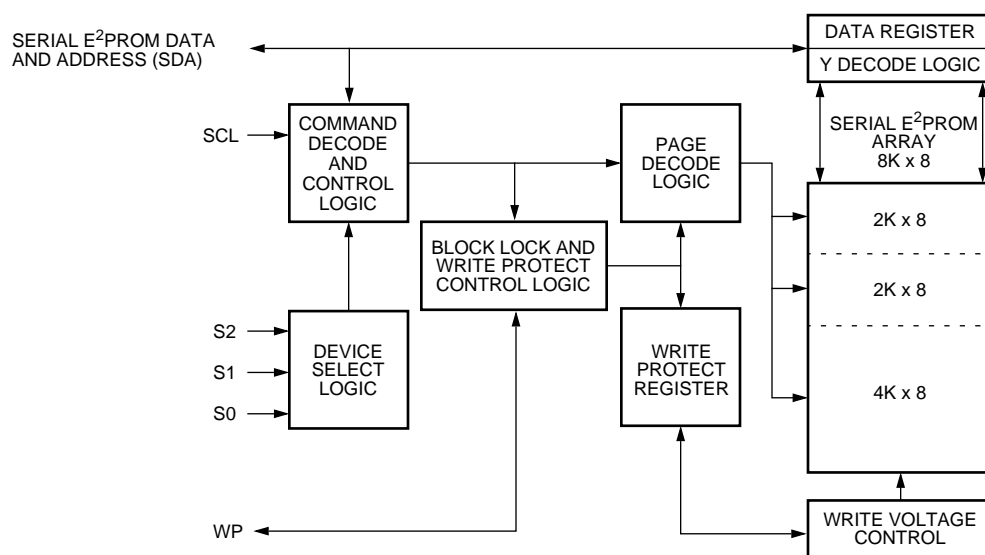 SERIAL E²PROM DATA
AND ADDRESS (SDA)
DATA REGISTER
Y DECODE LOGIC
SERIAL E²PROM
ARRAY
8K x 8
SCL
COMMAND
DECODE
AND
CONTROL
LOGIC
PAGE
DECODE
LOGIC
2K x 8
BLOCK LOCK AND
WRITE PROTECT
CONTROL LOGIC
2K x 8
S2
S1
S0
DEVICE
SELECT
LOGIC
WRITE
PROTECT
REGISTER
4K x 8
WP
WRITE VOLTAGE
CONTROL